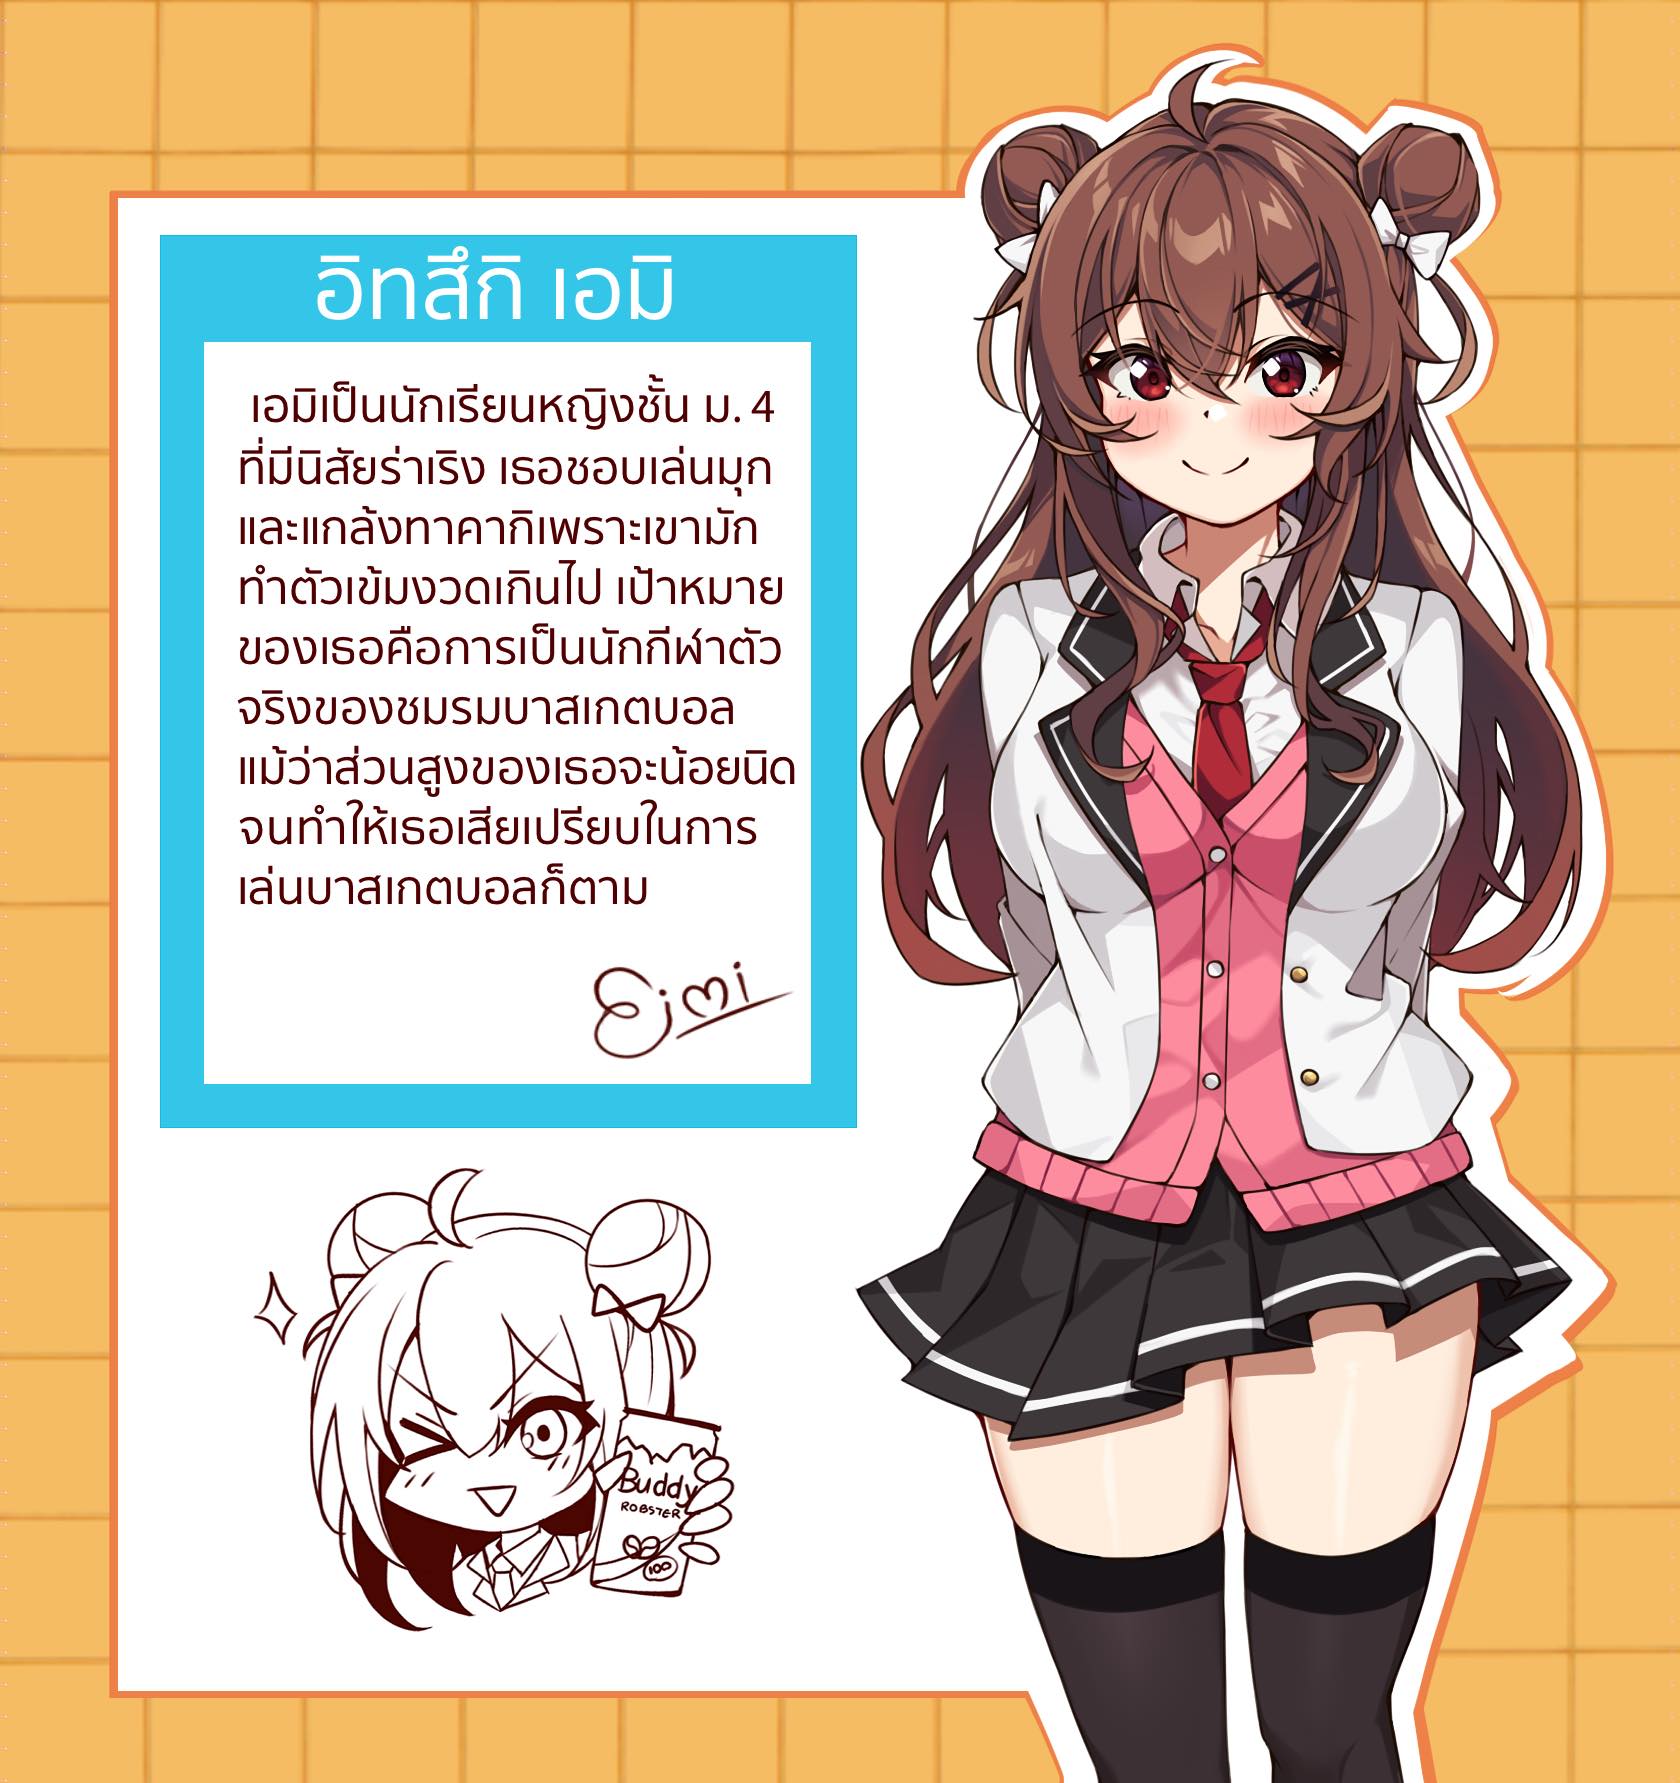 อิทสึกิ เอมิ
เอมิเป็นนักเรียนหญิงชั้น ม. 4
ที่มีนิสัยร่าเริง เธอชอบเล่นมุก
และแกล้งทาคากิเพราะเขามัก
ทำตัวเข้มงวดเกินไป เป้าหมาย
ของเธอคือการเป็นนักกีฬาตัว
จริงของชมรมบาสเกตบอล
แม้ว่าส่วนสูงของเธอจะน้อยนิด
จนทำให้เธอเสียเปรียบในการ
เล่นบาสเกตบอลก็ตาม
Eimi
Buddy
ROBSTER
100